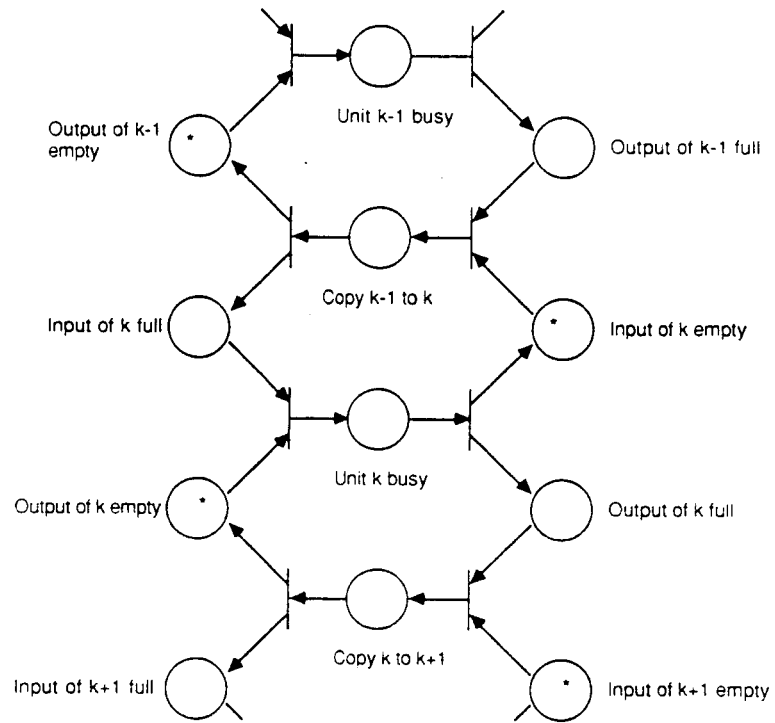 Unit k-1 busy
Output of k-1
empty
*
Output of k-1 full
Copy k-1 to k
Input of k full
*
Input of k empty
Unit k busy
Output of k empty
*
Output of k full
Copy k to k+1
Input of k+1 full
*
Input of k+1 empty